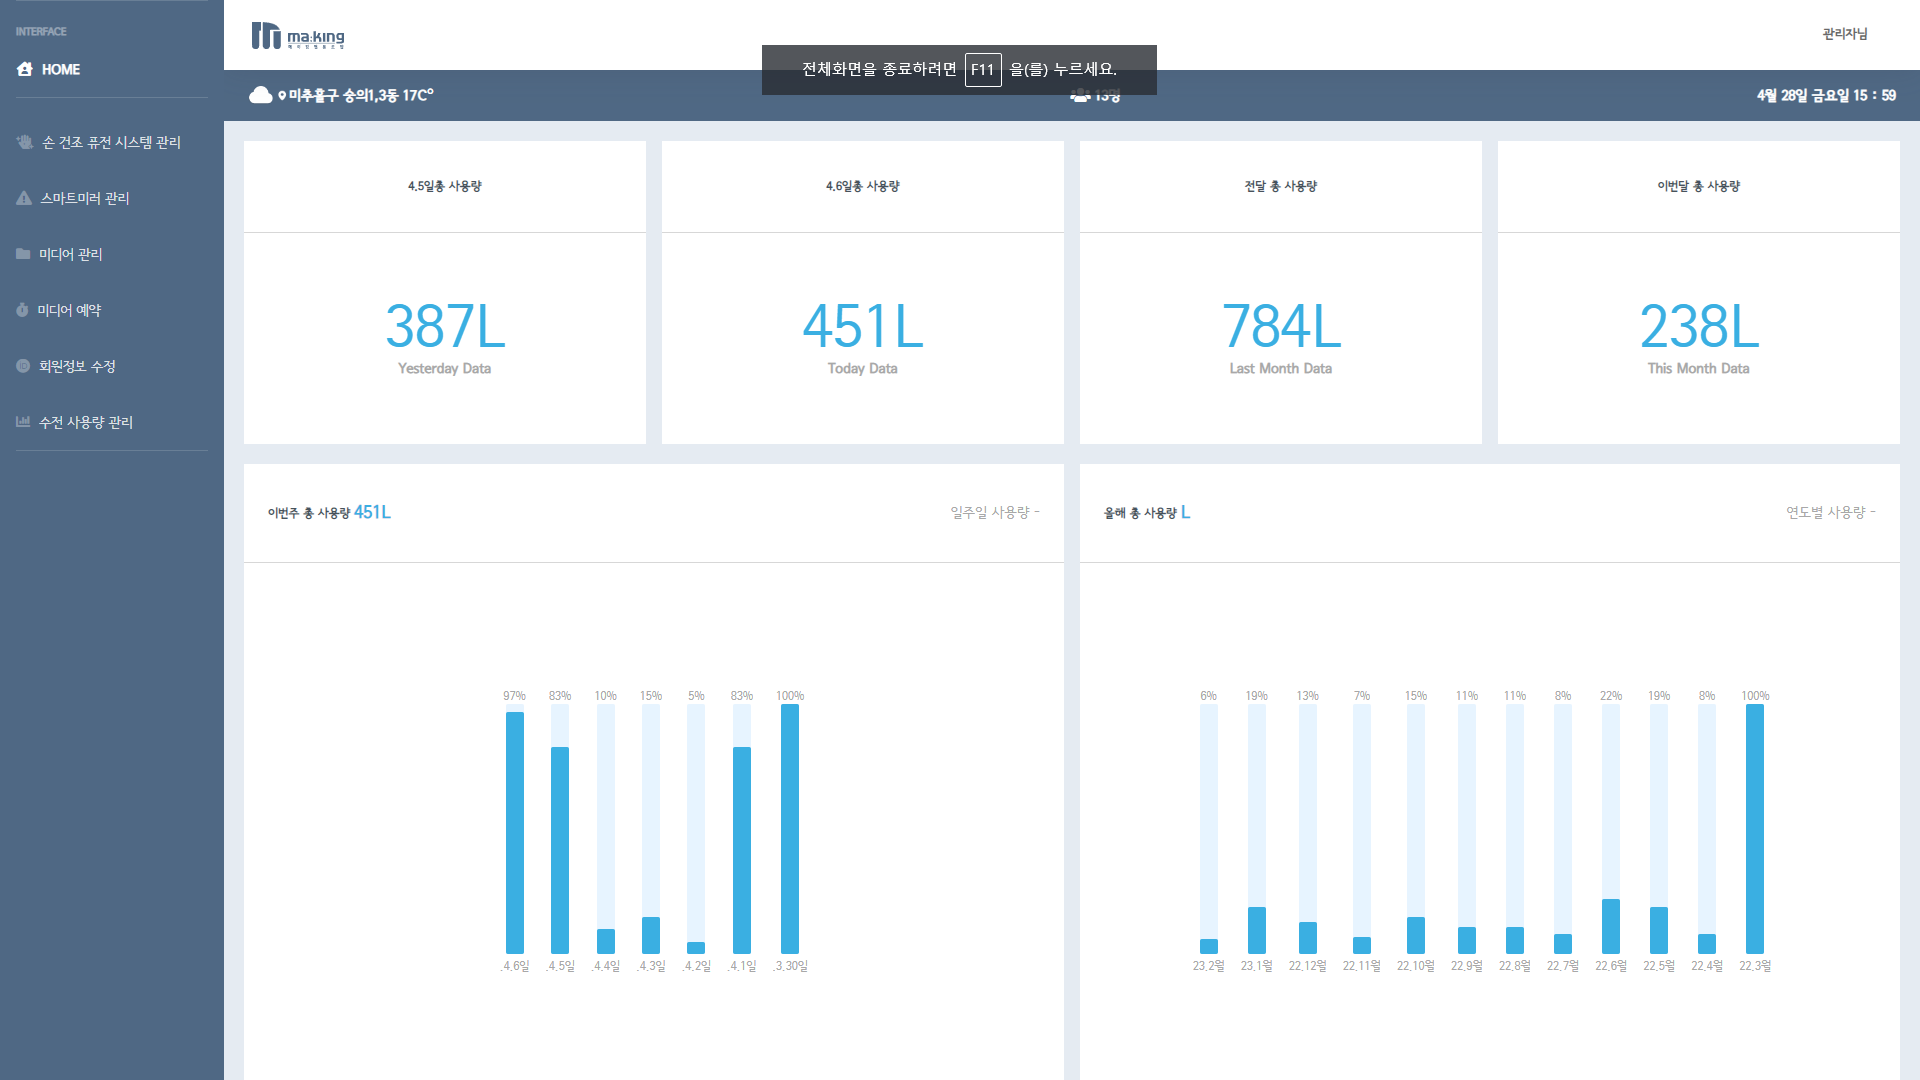 INTERFACE
HOME
손 건조 퓨전 시스템 관리
스마트미러 관리
미디어 관리
미디어 예약
회원정보 수정
수전 사용량 관리
ma:king
관리자님
전체화면을 종료하려면 F11 을(를) 누르세요.
미추홀구 숭의1,3동 17C°
13명
4월 28일 금요일 15 : 59
4.5일총 사용량
387L
Yesterday Data
4.6일총 사용량
451L
Today Data
전달 총 사용량
784L
Last Month Data
이번달 총 사용량
238L
This Month Data
이번주 총 사용량 451L
일주일 사용량 -
97% 83% 10% 15% 5% 83% 100%
.4.6일 .4.5일 .4.4일 .4.3일 .4.2일 .4.1일 .3.30일
올해 총 사용량 L
연도별 사용량 -
6% 19% 13% 7% 15% 11% 11% 8% 22% 19% 8% 100%
23.2월 23.1월 22.12월 22.11월 22.10월 22.9월 22.8월 22.7월 22.6월 22.5월 22.4월 22.3월